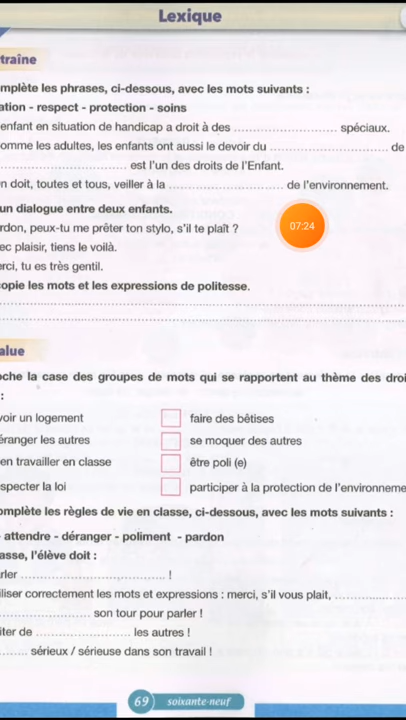 Lexique
traîne
mplète les phrases, ci-dessous, avec les mots suivants :
ation - respect - protection - soins
enfant en situation de handicap a droit à des .............................. spéciaux.
omme les adultes, les enfants ont aussi le devoir du .................................. de
..................................... est l'un des droits de l'Enfant.
n doit, toutes et tous, veiller à la ................................. de l'environnement.
un dialogue entre deux enfants.
rdon, peux-tu me prêter ton stylo, s'il te plaît ?
07:24
ec plaisir, tiens le voilà.
rci, tu es très gentil.
opie les mots et les expressions de politesse.
alue
oche la case des groupes de mots qui se rapportent au thème des droi
:
voir un logement
faire des bêtises
éranger les autres
se moquer des autres
en travailler en classe
être poli (e)
specter la loi
participer à la protection de l'environneme
omplète les règles de vie en classe, ci-dessous, avec les mots suivants :
- attendre - déranger - poliment - pardon
asse, l'élève doit :
rler .......................................... !
iliser correctement les mots et expressions : merci, s'il vous plait, ....................
........................... son tour pour parler !
iter de ........................... les autres !
........ sérieux / sérieuse dans son travail !
69 soixante-neuf